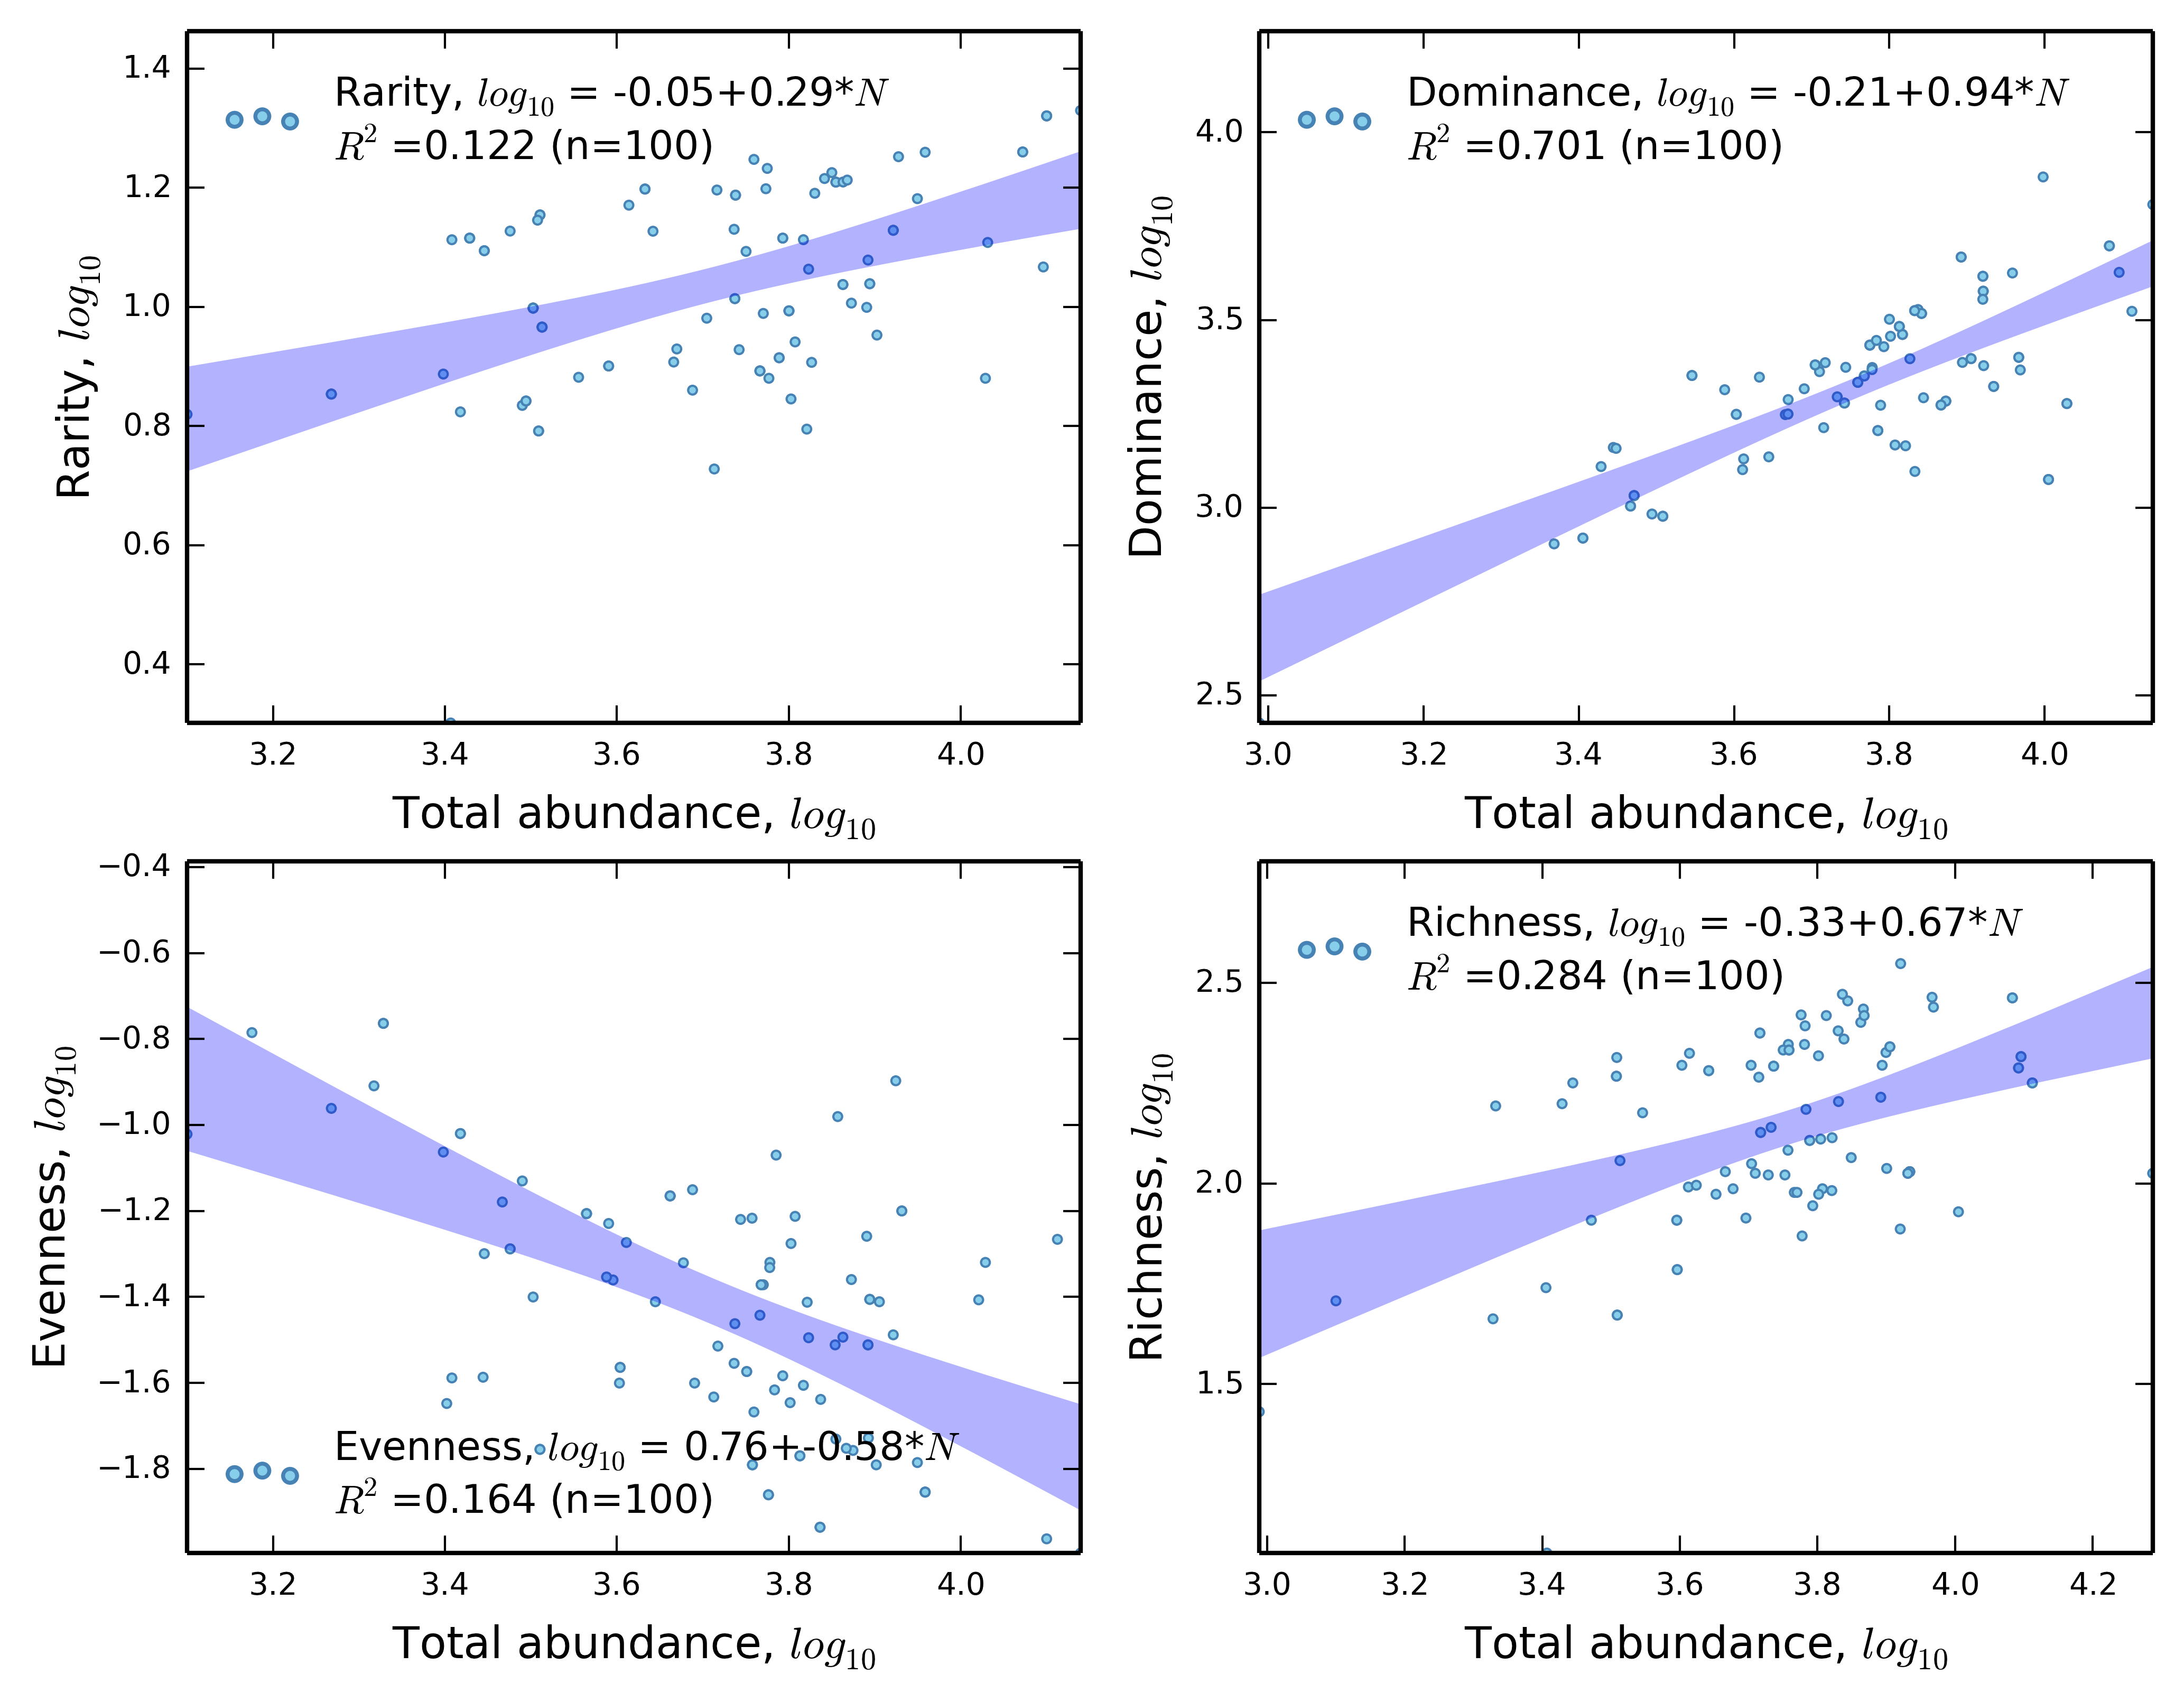 Rarity, log10 = -0.05+0.29*N
R2 =0.122 (n=100)
1.4
1.2
1.0
0.8
0.6
0.4
Rarity, log10
3.2 3.4 3.6 3.8 4.0
Total abundance, log10
Dominance, log10 = -0.21+0.94*N
R2 =0.701 (n=100)
4.0
3.5
3.0
2.5
Dominance, log10
3.0 3.2 3.4 3.6 3.8 4.0
Total abundance, log10
−0.4
−0.6
−0.8
−1.0
−1.2
−1.4
−1.6
−1.8
Evenness, log10
Evenness, log10 = 0.76+-0.58*N
R2 =0.164 (n=100)
3.2 3.4 3.6 3.8 4.0
Total abundance, log10
Richness, log10 = -0.33+0.67*N
R2 =0.284 (n=100)
2.5
2.0
1.5
Richness, log10
3.0 3.2 3.4 3.6 3.8 4.0 4.2
Total abundance, log10